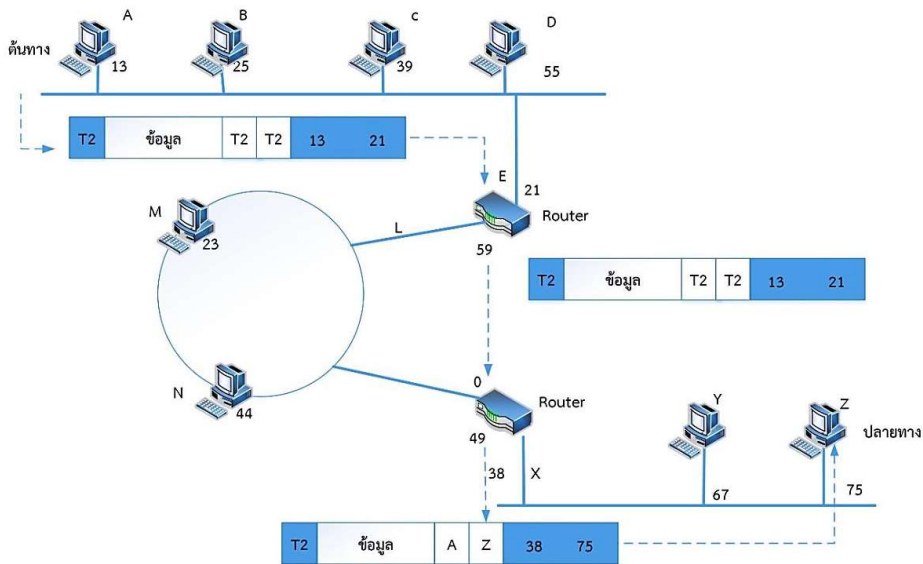 A B c D
ต้นทาง
13 25 39 55
T2 ข้อมูล T2 T2 13 21
E
21
Router
M
23
L
59
T2 ข้อมูล T2 T2 13 21
N
44
0
Router
49
Y Z
ปลายทาง
38 X
67 75
T2 ข้อมูล A Z 38 75